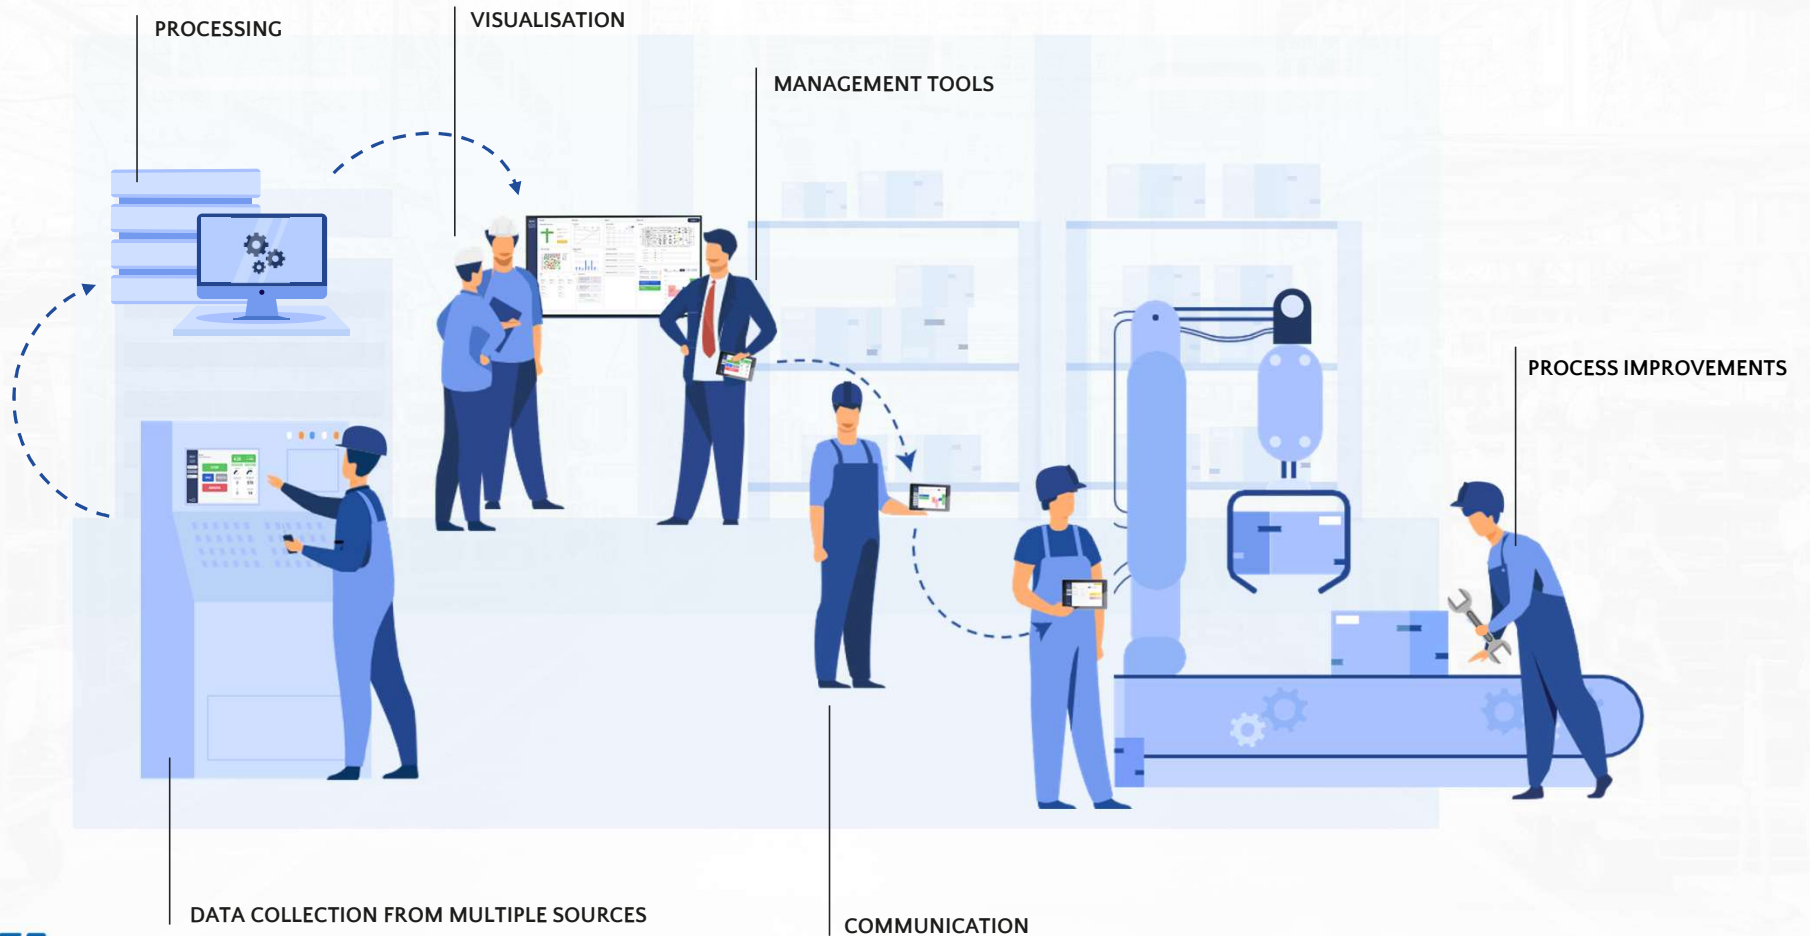 PROCESSING
VISUALISATION
MANAGEMENT TOOLS
PROCESS IMPROVEMENTS
DATA COLLECTION FROM MULTIPLE SOURCES
COMMUNICATION